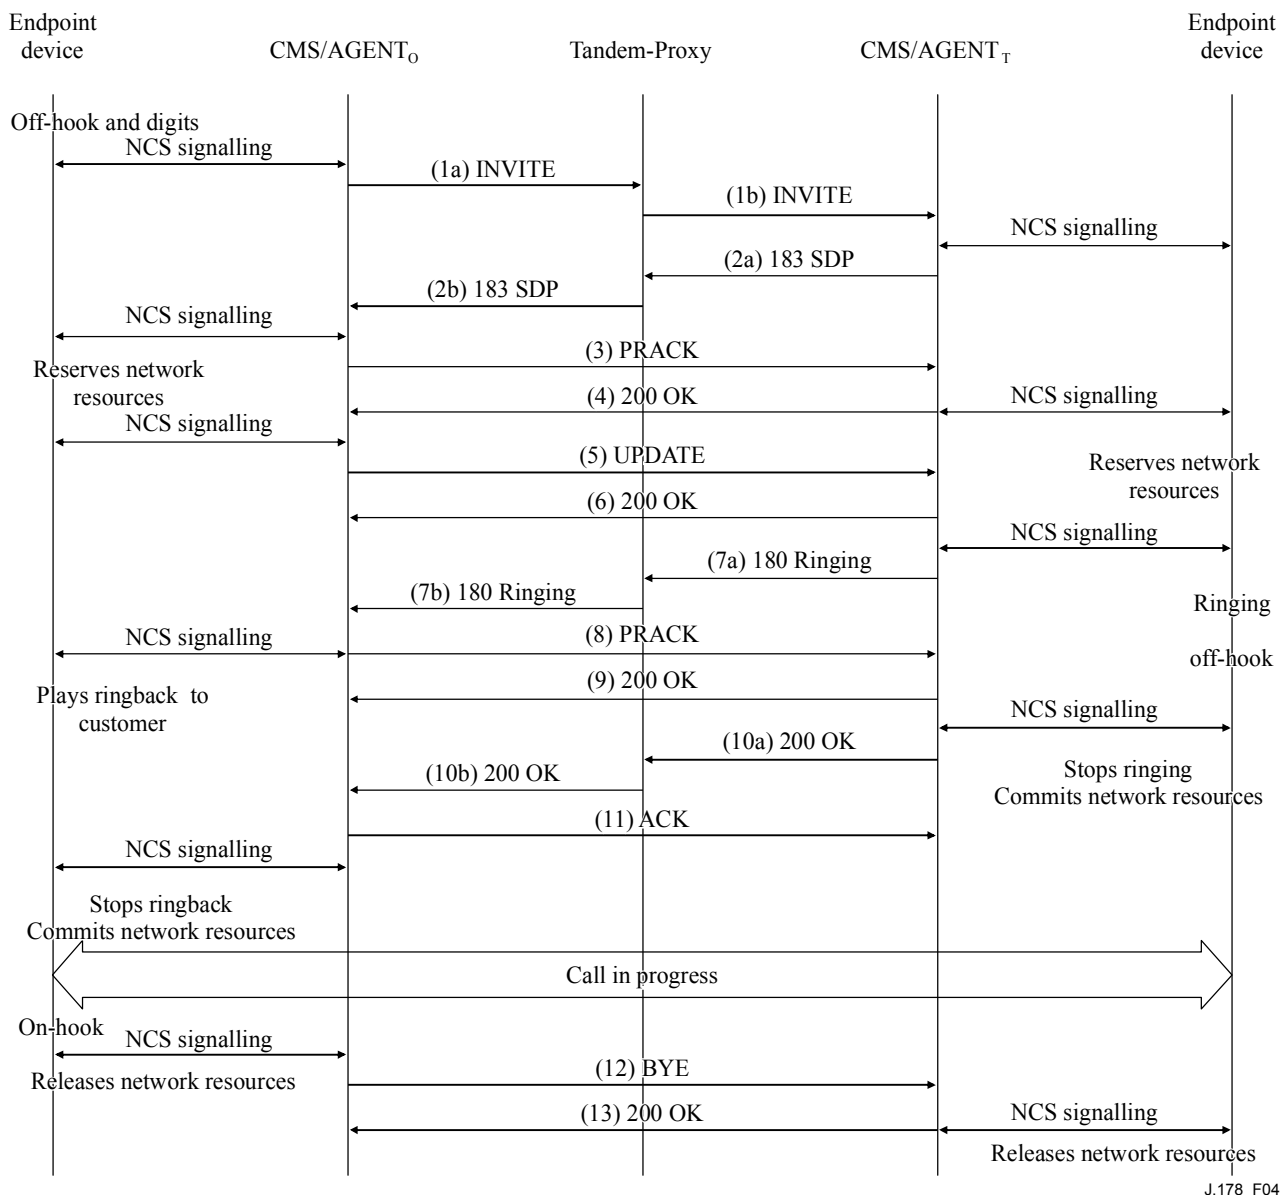 Endpoint
device
CMS/AGENTO
Tandem-Proxy
CMS/AGENT T
Endpoint
device
Off-hook and digits
NCS signalling
(1a) INVITE
(1b) INVITE
NCS signalling
(2a) 183 SDP
(2b) 183 SDP
NCS signalling
(3) PRACK
Reserves network
resources
(4) 200 OK
NCS signalling
NCS signalling
(5) UPDATE
Reserves network
resources
(6) 200 OK
NCS signalling
(7a) 180 Ringing
(7b) 180 Ringing
Ringing
NCS signalling
(8) PRACK
off-hook
(9) 200 OK
Plays ringback to
customer
NCS signalling
(10a) 200 OK
(10b) 200 OK
Stops ringing
Commits network resources
(11) ACK
NCS signalling
Stops ringback
Commits network resources
Call in progress
On-hook
NCS signalling
(12) BYE
Releases network resources
(13) 200 OK
NCS signalling
Releases network resources
J.178_F04